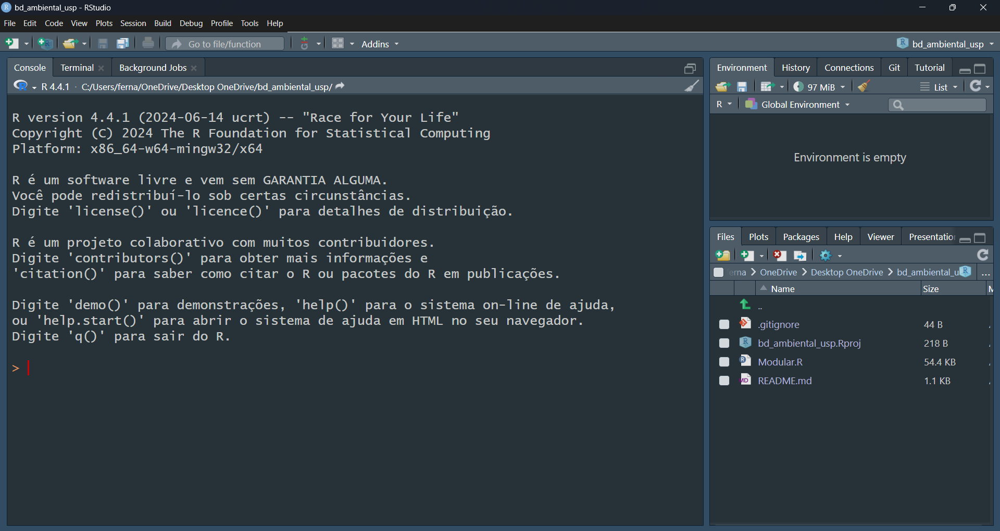 bd_ambiental_usp - RStudio
File Edit Code View Plots Session Build Debug Profile Tools Help
Go to file/function Addins bd_ambiental_usp
Console Terminal Background Jobs
R 4.4.1 · C:/Users/ferna/OneDrive/Desktop OneDrive/bd_ambiental_usp/
R version 4.4.1 (2024-06-14 ucrt) -- "Race for Your Life"
Copyright (C) 2024 The R Foundation for Statistical Computing
Platform: x86_64-w64-mingw32/x64
R é um software livre e vem sem GARANTIA ALGUMA.
Você pode redistribuí-lo sob certas circunstâncias.
Digite 'license()' ou 'licence()' para detalhes de distribuição.
R é um projeto colaborativo com muitos contribuidores.
Digite 'contributors()' para obter mais informações e
'citation()' para saber como citar o R ou pacotes do R em publicações.
Digite 'demo()' para demonstrações, 'help()' para o sistema on-line de ajuda,
ou 'help.start()' para abrir o sistema de ajuda em HTML no seu navegador.
Digite 'q()' para sair do R.
>
Environment History Connections Git Tutorial
97 MiB List
R Global Environment
Environment is empty
Files Plots Packages Help Viewer Presentatio
erna > OneDrive > Desktop OneDrive > bd_ambiental_u ...
Name Size
..
.gitignore 44 B
bd_ambiental_usp.Rproj 218 B
Modular.R 54.4 KB
README.md 1.1 KB